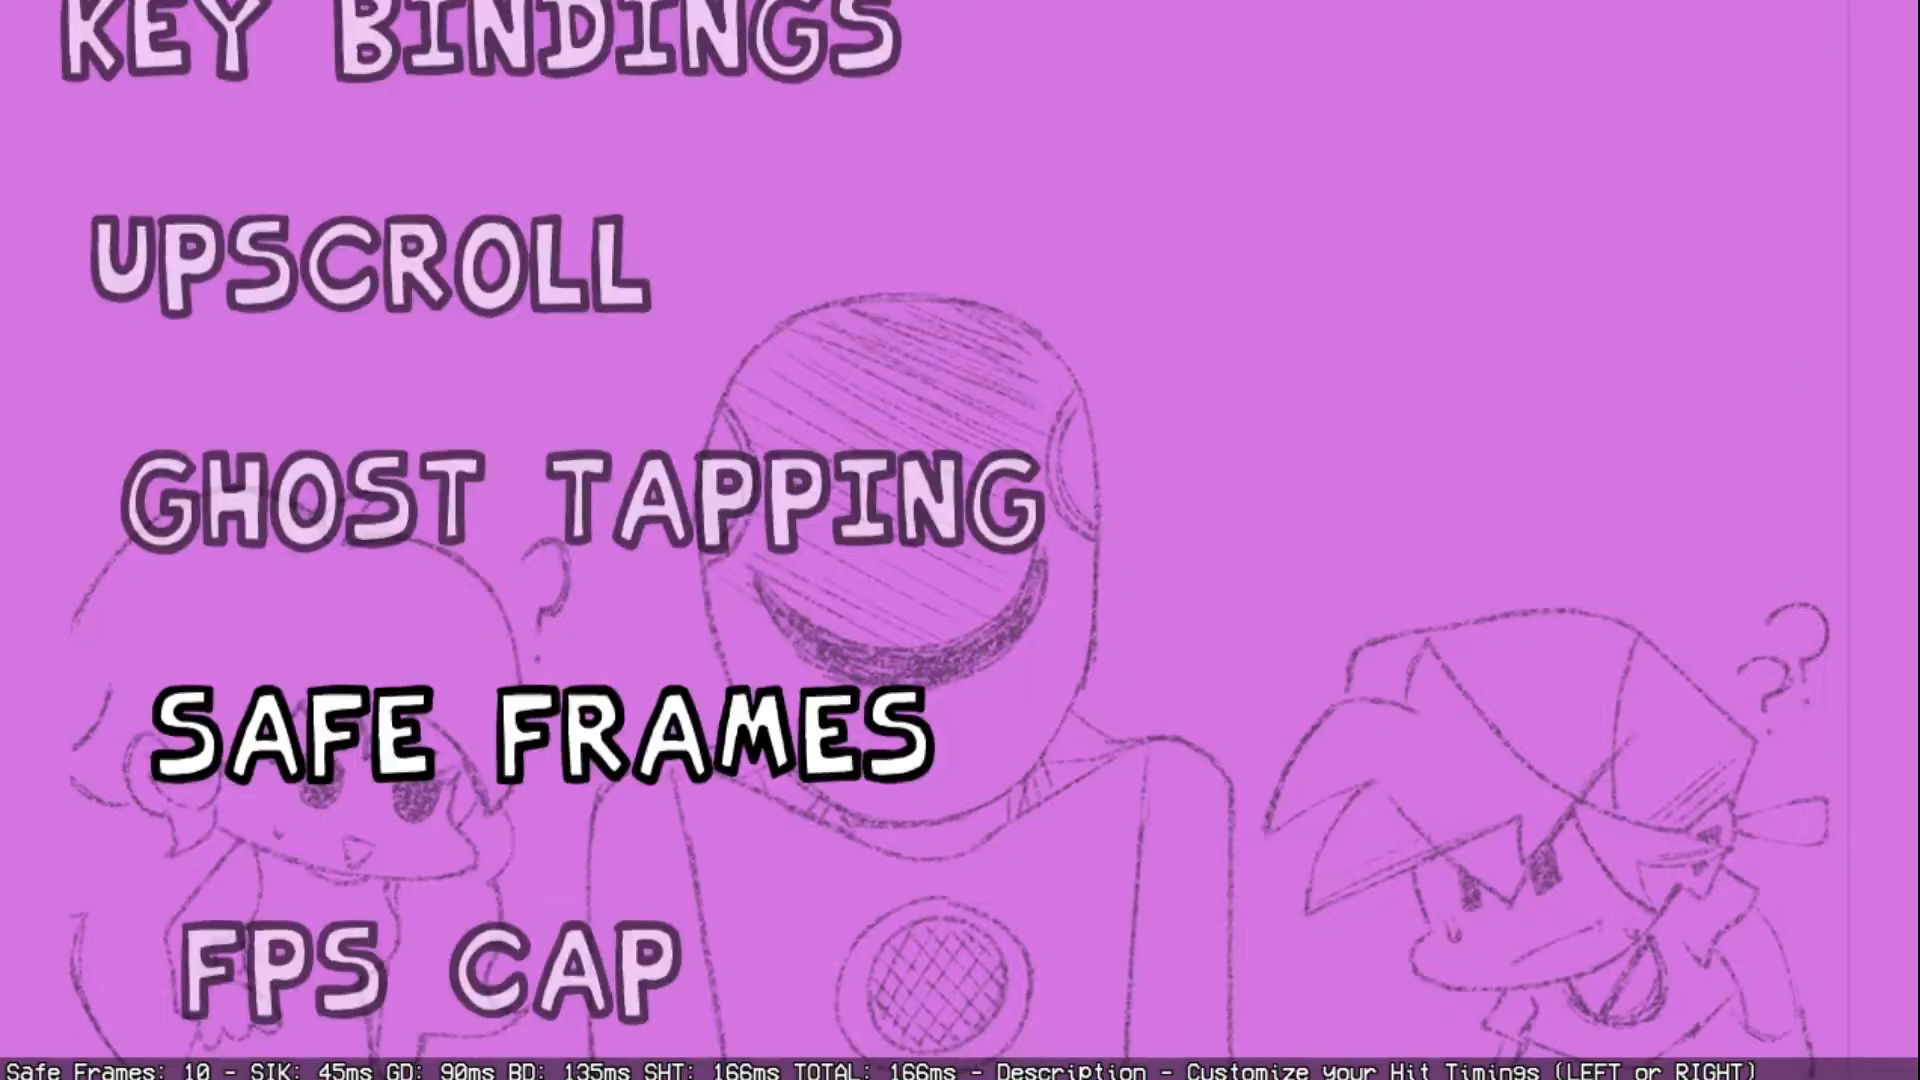 KEY BINDINGS
UPSCROLL
GHOST TAPPING
SAFE FRAMES
FPS CAP
Safe Frames: 10 - SIK: 45ms GD: 90ms BD: 135ms SHT: 166ms TOTAL: 166ms - Description - Customize your Hit Timings (LEFT or RIGHT)